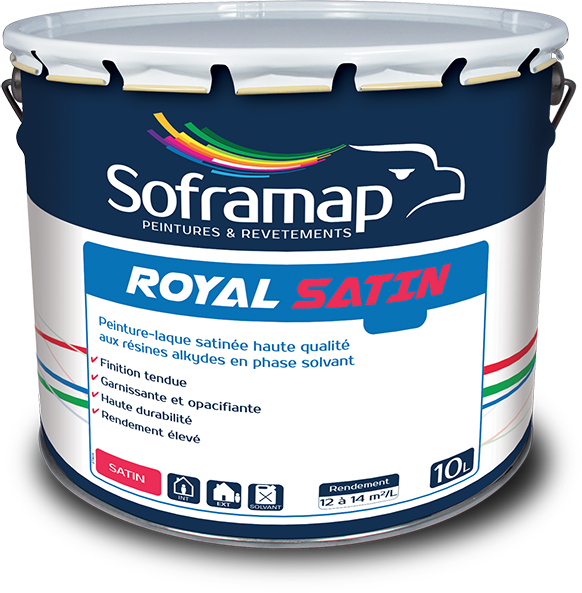 Soframap
PEINTURES & REVETEMENTS
ROYAL SATIN
Peinture-laque satinée haute qualité
aux résines alkydes en phase solvant
Finition tendue
Garnissante et opacifiante
Haute durabilité
Rendement élevé
SATIN
INT
EXT
SOLVANT
Rendement
12 à 14 m²/L
10L